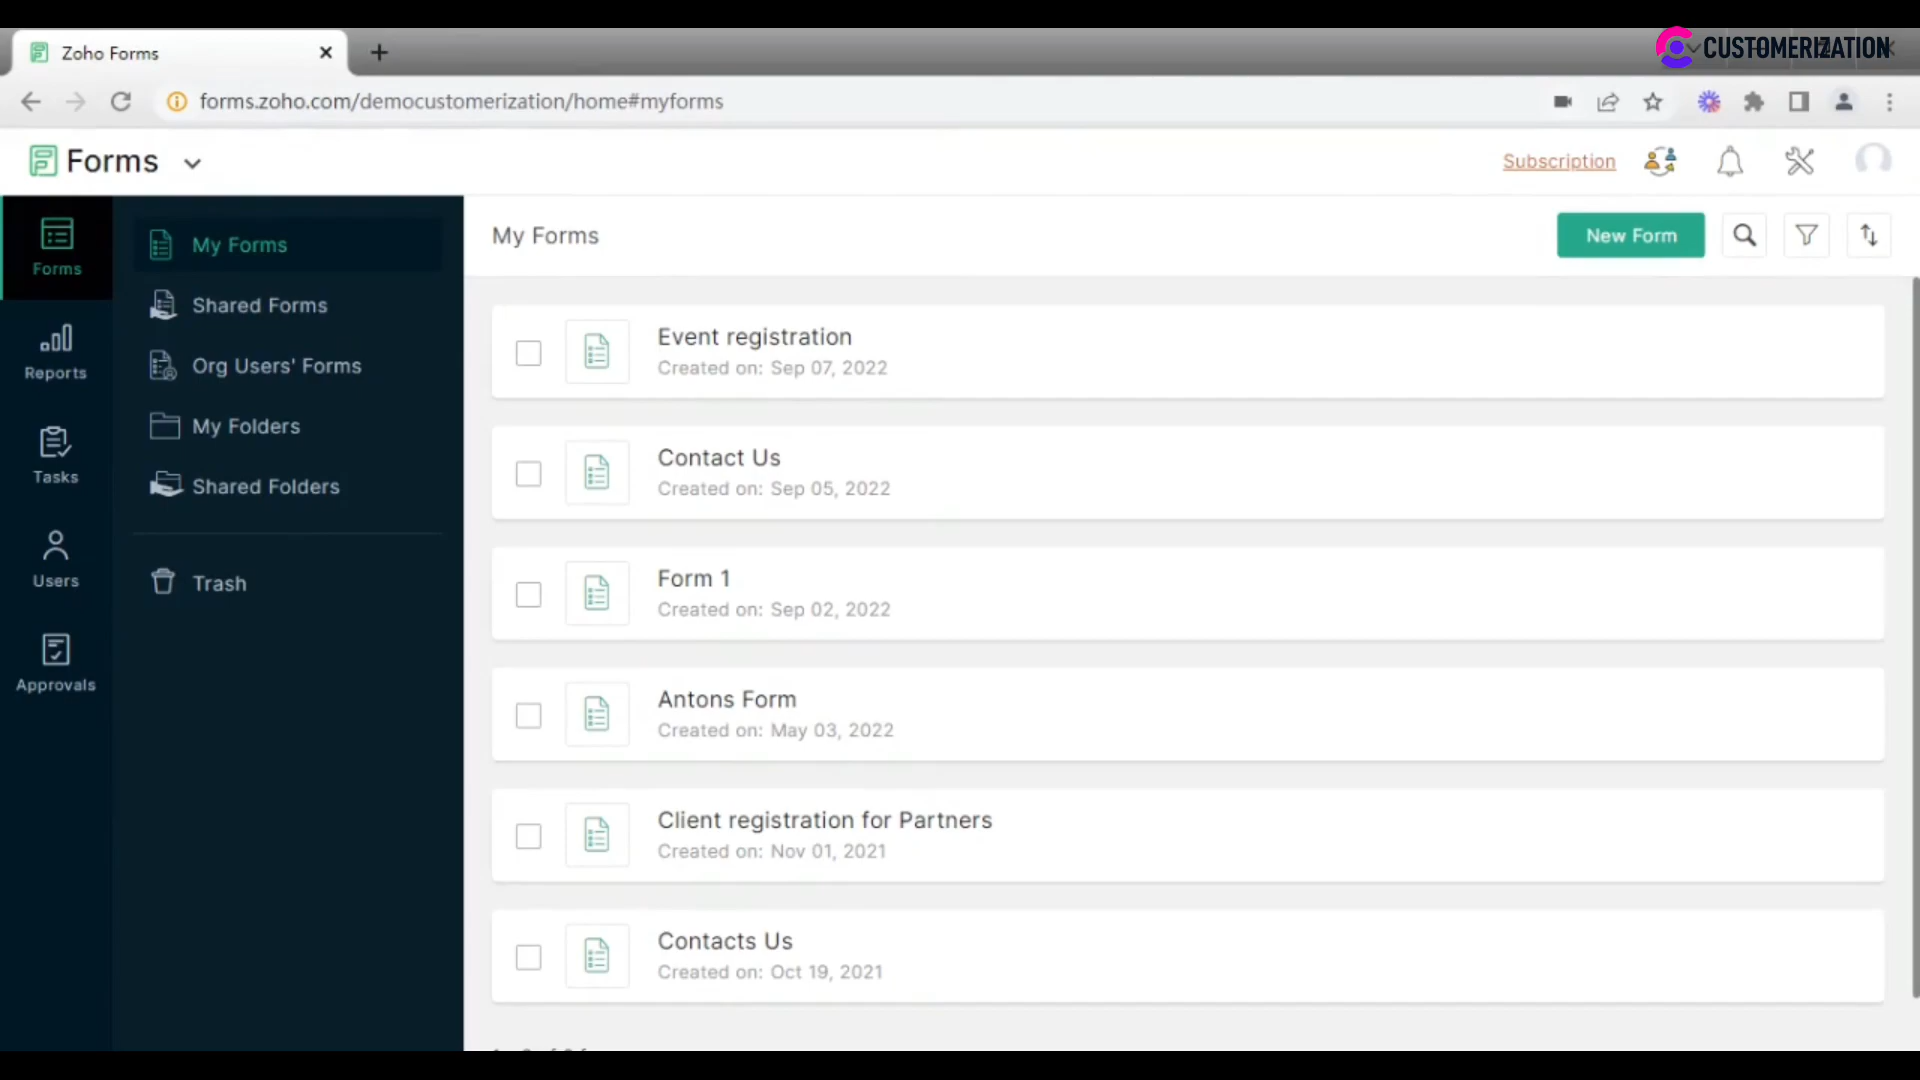 Zoho Forms
CUSTOMERIZATION
forms.zoho.com/democustomerization/home#myforms
Forms
Subscription
Forms
Reports
Tasks
Users
Approvals
My Forms
Shared Forms
Org Users' Forms
My Folders
Shared Folders
Trash
My Forms
New Form
Event registration
Created on: Sep 07, 2022
Contact Us
Created on: Sep 05, 2022
Form 1
Created on: Sep 02, 2022
Antons Form
Created on: May 03, 2022
Client registration for Partners
Created on: Nov 01, 2021
Contacts Us
Created on: Oct 19, 2021